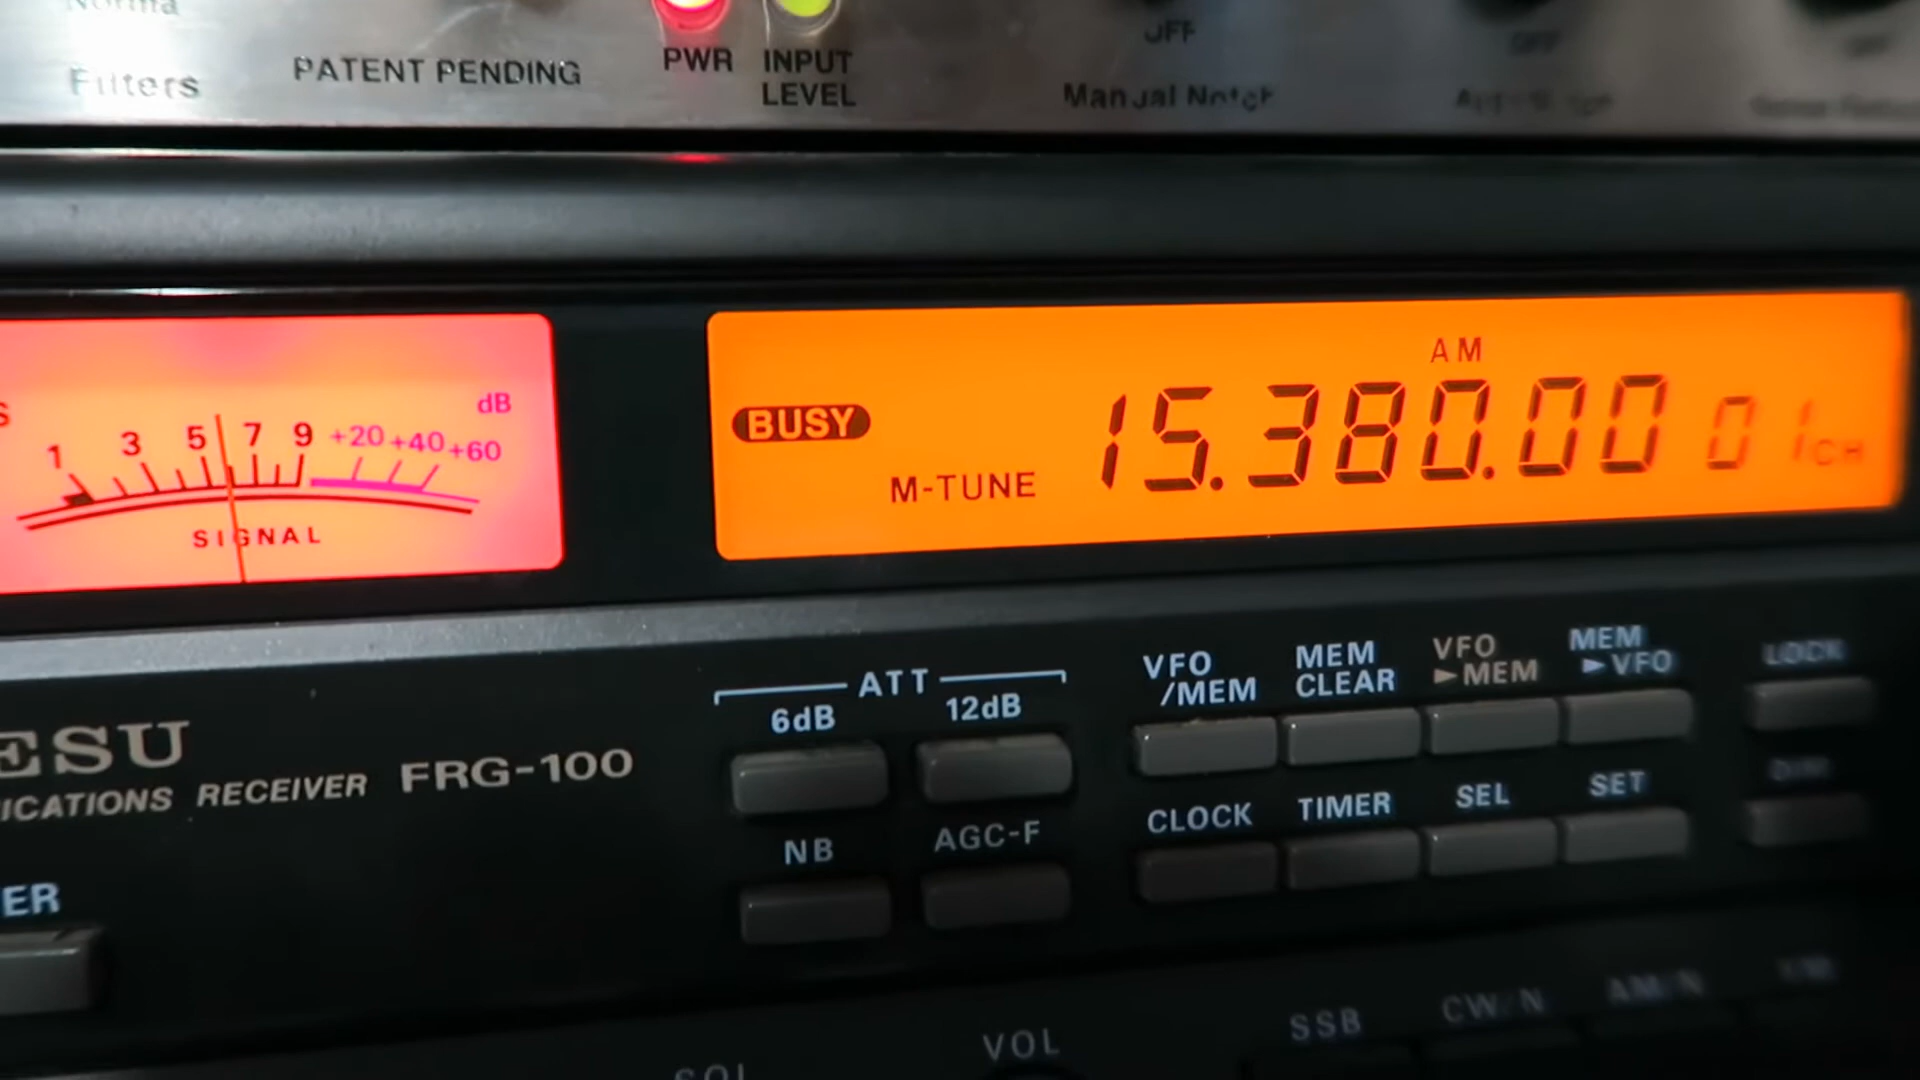 Filters
PATENT PENDING
PWR
INPUT
LEVEL
OFF
Manual Notch
S
1 3 5 7 9 +20 +40 +60
dB
SIGNAL
BUSY
M-TUNE
AM
15.380.00
01 CH
ESU
ICATIONS RECEIVER FRG-100
ATT
6dB
12dB
NB
AGC-F
VFO
/MEM
MEM
CLEAR
VFO
►MEM
MEM
►VFO
LOCK
CLOCK
TIMER
SEL
SET
DIM
ER
VOL
SSB
CW/N
AM/N